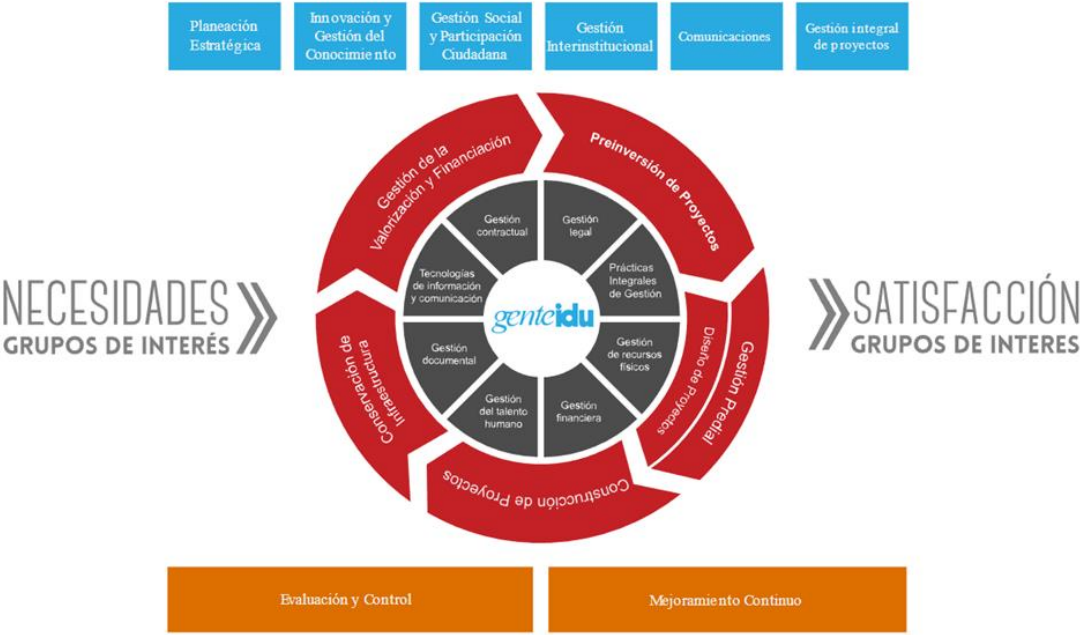 Planeación
Estratégica
Innovación y
Gestión del
Conocimiento
Gestión Social
y Participación
Ciudadana
Gestión
Interinstitucional
Comunicaciones
Gestión integral
de proyectos
Gestión de la
Valorización y Financiación
Preinversión de Proyectos
Gestión
contractual
Gestión
legal
Tecnologías
de información
y comunicación
Prácticas
Integrales
de Gestión
NECESIDADES
GRUPOS DE INTERÉS
genteidu
SATISFACCIÓN
GRUPOS DE INTERES
Gestión
documental
Gestión
de recursos
físicos
Diseño de Proyectos
Gestión Predial
Conservación de
Infraestructura
Gestión
del talento
humano
Gestión
financiera
Construcción de Proyectos
Evaluación y Control
Mejoramiento Continuo